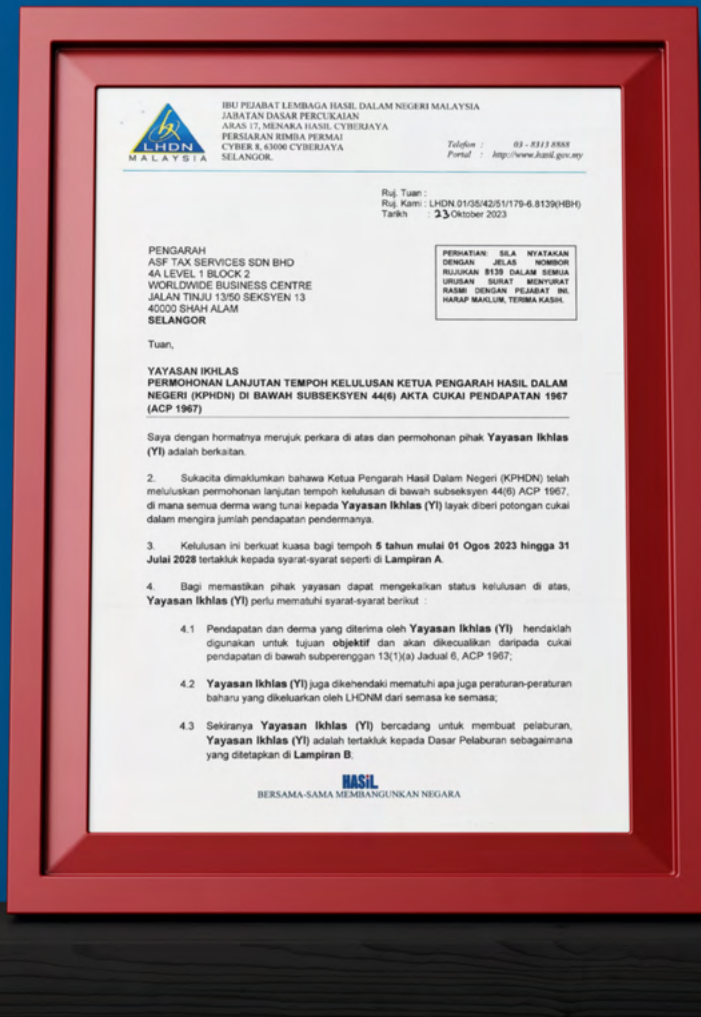 LHDN
MALAYSIA
IBU PEJABAT LEMBAGA HASIL DALAM NEGERI MALAYSIA
JABATAN DASAR PERCUKAIAN
ARAS 17, MENARA HASIL CYBERJAYA
PERSIARAN RIMBA PERMAI
CYBER 8, 63000 CYBERJAYA
SELANGOR.
Telefon : 03 - 8313 8888
Portal : http://www.hasil.gov.my
Ruj. Tuan :
Ruj. Kami : LHDN.01/35/42/51/179-6.8139(HBH)
Tarikh : 23 Oktober 2023
PENGARAH
ASF TAX SERVICES SDN BHD
4A LEVEL 1 BLOCK 2
WORLDWIDE BUSINESS CENTRE
JALAN TINJU 13/50 SEKSYEN 13
40000 SHAH ALAM
SELANGOR
PERHATIAN: SILA NYATAKAN
DENGAN JELAS NOMBOR
RUJUKAN 8139 DALAM SEMUA
URUSAN SURAT MENYURAT
RASMI DENGAN PEJABAT INI.
HARAP MAKLUM, TERIMA KASIH.
Tuan,
YAYASAN IKHLAS
PERMOHONAN LANJUTAN TEMPOH KELULUSAN KETUA PENGARAH HASIL DALAM
NEGERI (KPHDN) DI BAWAH SUBSEKSYEN 44(6) AKTA CUKAI PENDAPATAN 1967
(ACP 1967)
Saya dengan hormatnya merujuk perkara di atas dan permohonan pihak Yayasan Ikhlas
(YI) adalah berkaitan.
2. Sukacita dimaklumkan bahawa Ketua Pengarah Hasil Dalam Negeri (KPHDN) telah
meluluskan permohonan lanjutan tempoh kelulusan di bawah subseksyen 44(6) ACP 1967,
di mana semua derma wang tunai kepada Yayasan Ikhlas (YI) layak diberi potongan cukai
dalam mengira jumlah pendapatan pendermanya.
3. Kelulusan ini berkuat kuasa bagi tempoh 5 tahun mulai 01 Ogos 2023 hingga 31
Julai 2028 tertakluk kepada syarat-syarat seperti di Lampiran A.
4. Bagi memastikan pihak yayasan dapat mengekalkan status kelulusan di atas,
Yayasan Ikhlas (YI) perlu mematuhi syarat-syarat berikut :
4.1 Pendapatan dan derma yang diterima oleh Yayasan Ikhlas (YI) hendaklah
digunakan untuk tujuan objektif dan akan dikecualikan daripada cukai
pendapatan di bawah subperenggan 13(1)(a) Jadual 6, ACP 1967;
4.2 Yayasan Ikhlas (YI) juga dikehendaki mematuhi apa juga peraturan-peraturan
baharu yang dikeluarkan oleh LHDNM dari semasa ke semasa;
4.3 Sekiranya Yayasan Ikhlas (YI) bercadang untuk membuat pelaburan,
Yayasan Ikhlas (YI) adalah tertakluk kepada Dasar Pelaburan sebagaimana
yang ditetapkan di Lampiran B;
HASiL
BERSAMA-SAMA MEMBANGUNKAN NEGARA